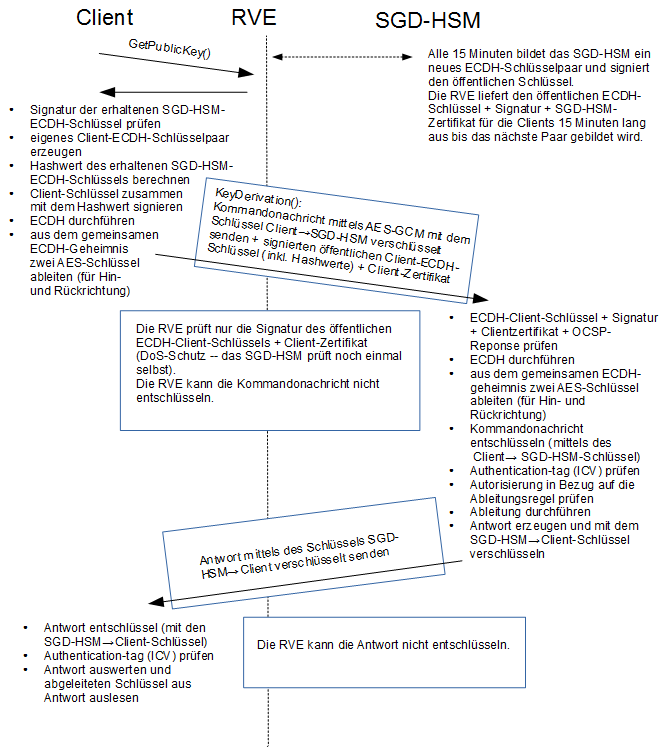 Client
RVE
SGD-HSM
GetPublicKey()
Alle 15 Minuten bildet das SGD-HSM ein
neues ECDH-Schlüsselpaar und signiert
den öffentlichen Schlüssel.
Die RVE liefert den öffentlichen ECDH-
Schlüssel + Signatur + SGD-HSM-
Zertifikat für die Clients 15 Minuten lang
aus bis das nächste Paar gebildet wird.
• Signatur der erhaltenen SGD-HSM-
ECDH-Schlüssel prüfen
• eigenes Client-ECDH-Schlüsselpaar
erzeugen
• Hashwert des erhaltenen SGD-HSM-
ECDH-Schlüssels berechnen
• Client-Schlüssel zusammen
mit dem Hashwert signieren
• ECDH durchführen
• aus dem gemeinsamen
ECDH-Geheimnis
zwei AES-Schlüssel
ableiten (für Hin-
und Rückrichtung)
KeyDerivation():
Kommandonachricht mittels AES-GCM mit dem
Schlüssel Client→SGD-HSM verschlüsselt
senden + signierten öffentlichen Client-ECDH-
Schlüssel (inkl. Hashwerte) + Client-Zertifikat
Die RVE prüft nur die Signatur des öffentlichen
ECDH-Client-Schlüssels + Client-Zertifikat
(DoS-Schutz -- das SGD-HSM prüft noch einmal
selbst).
Die RVE kann die Kommandonachricht nicht
entschlüsseln.
• ECDH-Client-Schlüssel + Signatur
+ Clientzertifikat + OCSP-
Reponse prüfen
• ECDH durchführen
• aus dem gemeinsamen ECDH-
geheimnis zwei AES-Schlüssel
ableiten (für Hin- und
Rückrichtung)
• Kommandonachricht
entschlüsseln (mittels des
Client→ SGD-HSM-Schlüssel)
• Authentication-tag (ICV) prüfen
• Autorisierung in Bezug auf die
Ableitungsregel prüfen
• Ableitung durchführen
• Antwort erzeugen und mit dem
SGD-HSM→Client-Schlüssel
verschlüsseln
Antwort mittels des Schlüssels SGD-
HSM→Client verschlüsselt senden
• Antwort entschlüssel (mit den
SGD-HSM→Client-Schlüssel)
• Authentication-tag (ICV) prüfen
• Antwort auswerten und
abgeleiteten Schlüssel aus
Antwort auslesen
Die RVE kann die Antwort nicht entschlüsseln.